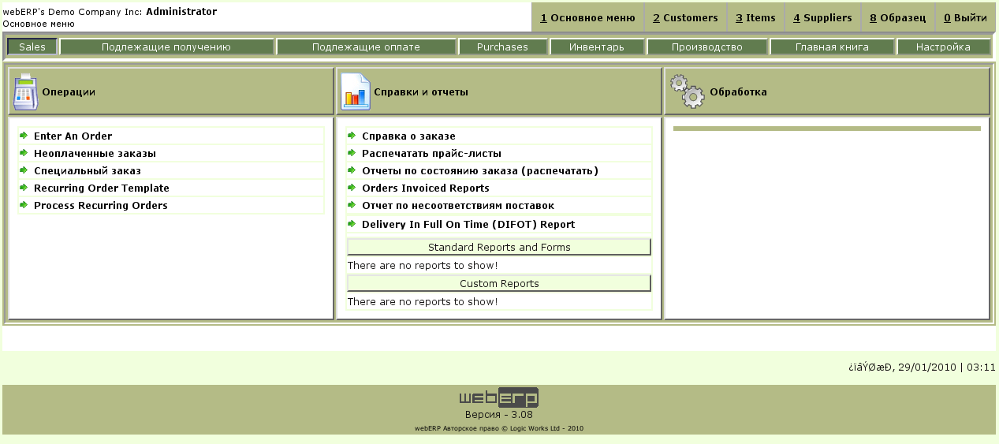 webERP's Demo Company Inc: Administrator
Основное меню
1 Основное меню
2 Customers
3 Items
4 Suppliers
8 Образец
0 Выйти
Sales
Подлежащие получению
Подлежащие оплате
Purchases
Инвентарь
Производство
Главная книга
Настройка
Операции
Enter An Order
Неоплаченные заказы
Специальный заказ
Recurring Order Template
Process Recurring Orders
Справки и отчеты
Справка о заказе
Распечатать прайс-листы
Отчеты по состоянию заказа (распечатать)
Orders Invoiced Reports
Отчет по несоответствиям поставок
Delivery In Full On Time (DIFOT) Report
Standard Reports and Forms
There are no reports to show!
Custom Reports
There are no reports to show!
Обработка
¿ïâÝØæÐ, 29/01/2010 | 03:11
weberp
Версия - 3.08
webERP Авторское право © Logic Works Ltd - 2010